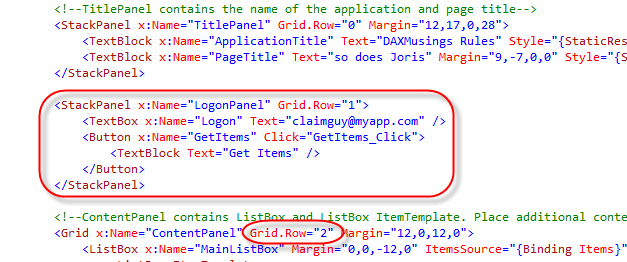 <!--TitlePanel contains the name of the application and page title-->
<StackPanel x:Name="TitlePanel" Grid.Row="0" Margin="12,17,0,28">
<TextBlock x:Name="ApplicationTitle" Text="DAXMusings Rules" Style="{StaticRes
<TextBlock x:Name="PageTitle" Text="so does Joris" Margin="9,-7,0,0" Style="{S
</StackPanel>
<StackPanel x:Name="LogonPanel" Grid.Row="1">
<TextBox x:Name="Logon" Text="claimguy@myapp.com" />
<Button x:Name="GetItems" Click="GetItems_Click">
<TextBlock Text="Get Items" />
</Button>
</StackPanel>
<!--ContentPanel contains ListBox and ListBox ItemTemplate. Place additional conte
<Grid x:Name="ContentPanel" Grid.Row="2" Margin="12,0,12,0">
<ListBox x:Name="MainListBox" Margin="0,0,-12,0" ItemsSource="{Binding Items}"